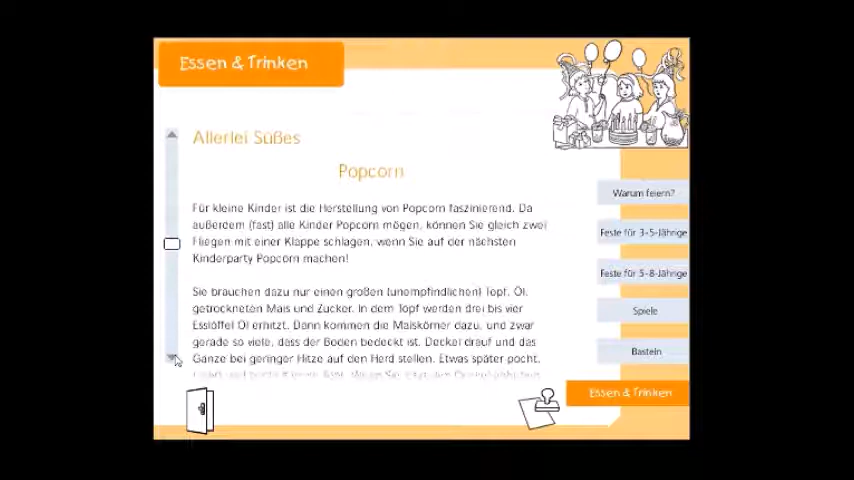 Essen & Trinken
Allerlei Süßes
Popcorn
Für kleine Kinder ist die Herstellung von Popcorn faszinierend. Da
außerdem (fast) alle Kinder Popcorn mögen, können Sie gleich zwei
Fliegen mit einer Klappe schlagen, wenn Sie auf der nächsten
Kinderparty Popcorn machen!
Sie brauchen dazu nur einen großen (unempfindlichen) Topf, Öl,
getrockneten Mais und Zucker. In dem Topf werden drei bis vier
Esslöffel Öl erhitzt. Dann kommen die Maiskörner dazu, und zwar
gerade so viele, dass der Boden bedeckt ist. Deckel drauf und das
Ganze bei geringer Hitze auf den Herd stellen. Etwas später pocht,
Warum feiern?
Feste für 3-5-Jährige
Feste für 5-8-Jährige
Spiele
Basteln
Essen & Trinken